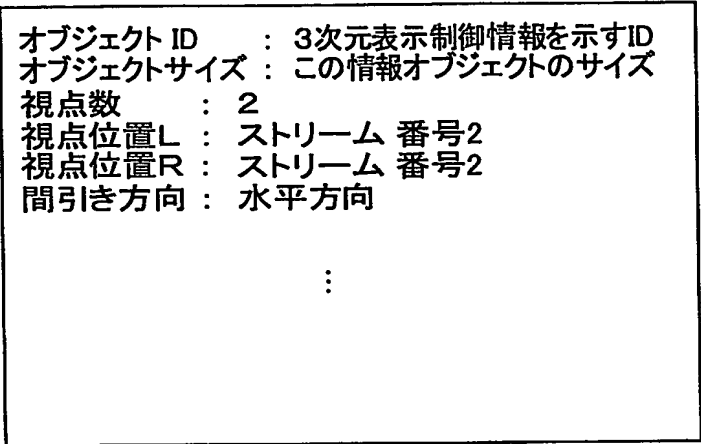 オブジェクト ID : 3次元表示制御情報を示すID
オブジェクトサイズ : この情報オブジェクトのサイズ
視点数 : 2
視点位置L : ストリーム 番号2
視点位置R : ストリーム 番号2
間引き方向 : 水平方向
⋮